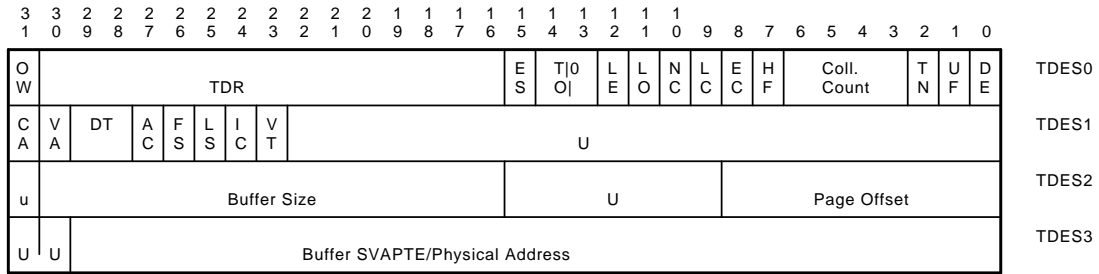 3 3 2 2 2 2 2 2 2 2 2 2 1 1 1 1 1 1 1 1 1 1
1 0 9 8 7 6 5 4 3 2 1 0 9 8 7 6 5 4 3 2 1 0 9 8 7 6 5 4 3 2 1 0
O E T|0 L L N L E H Coll. T U D TDES0
W TDR S O| E O C C C F Count N F E
C V DT A F L I V TDES1
A A C S S C T U
u Buffer Size U Page Offset TDES2
U U Buffer SVAPTE/Physical Address TDES3